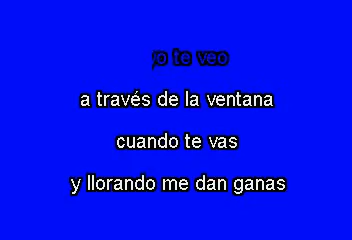 yo te veo
a través de la ventana
cuando te vas
y llorando me dan ganas